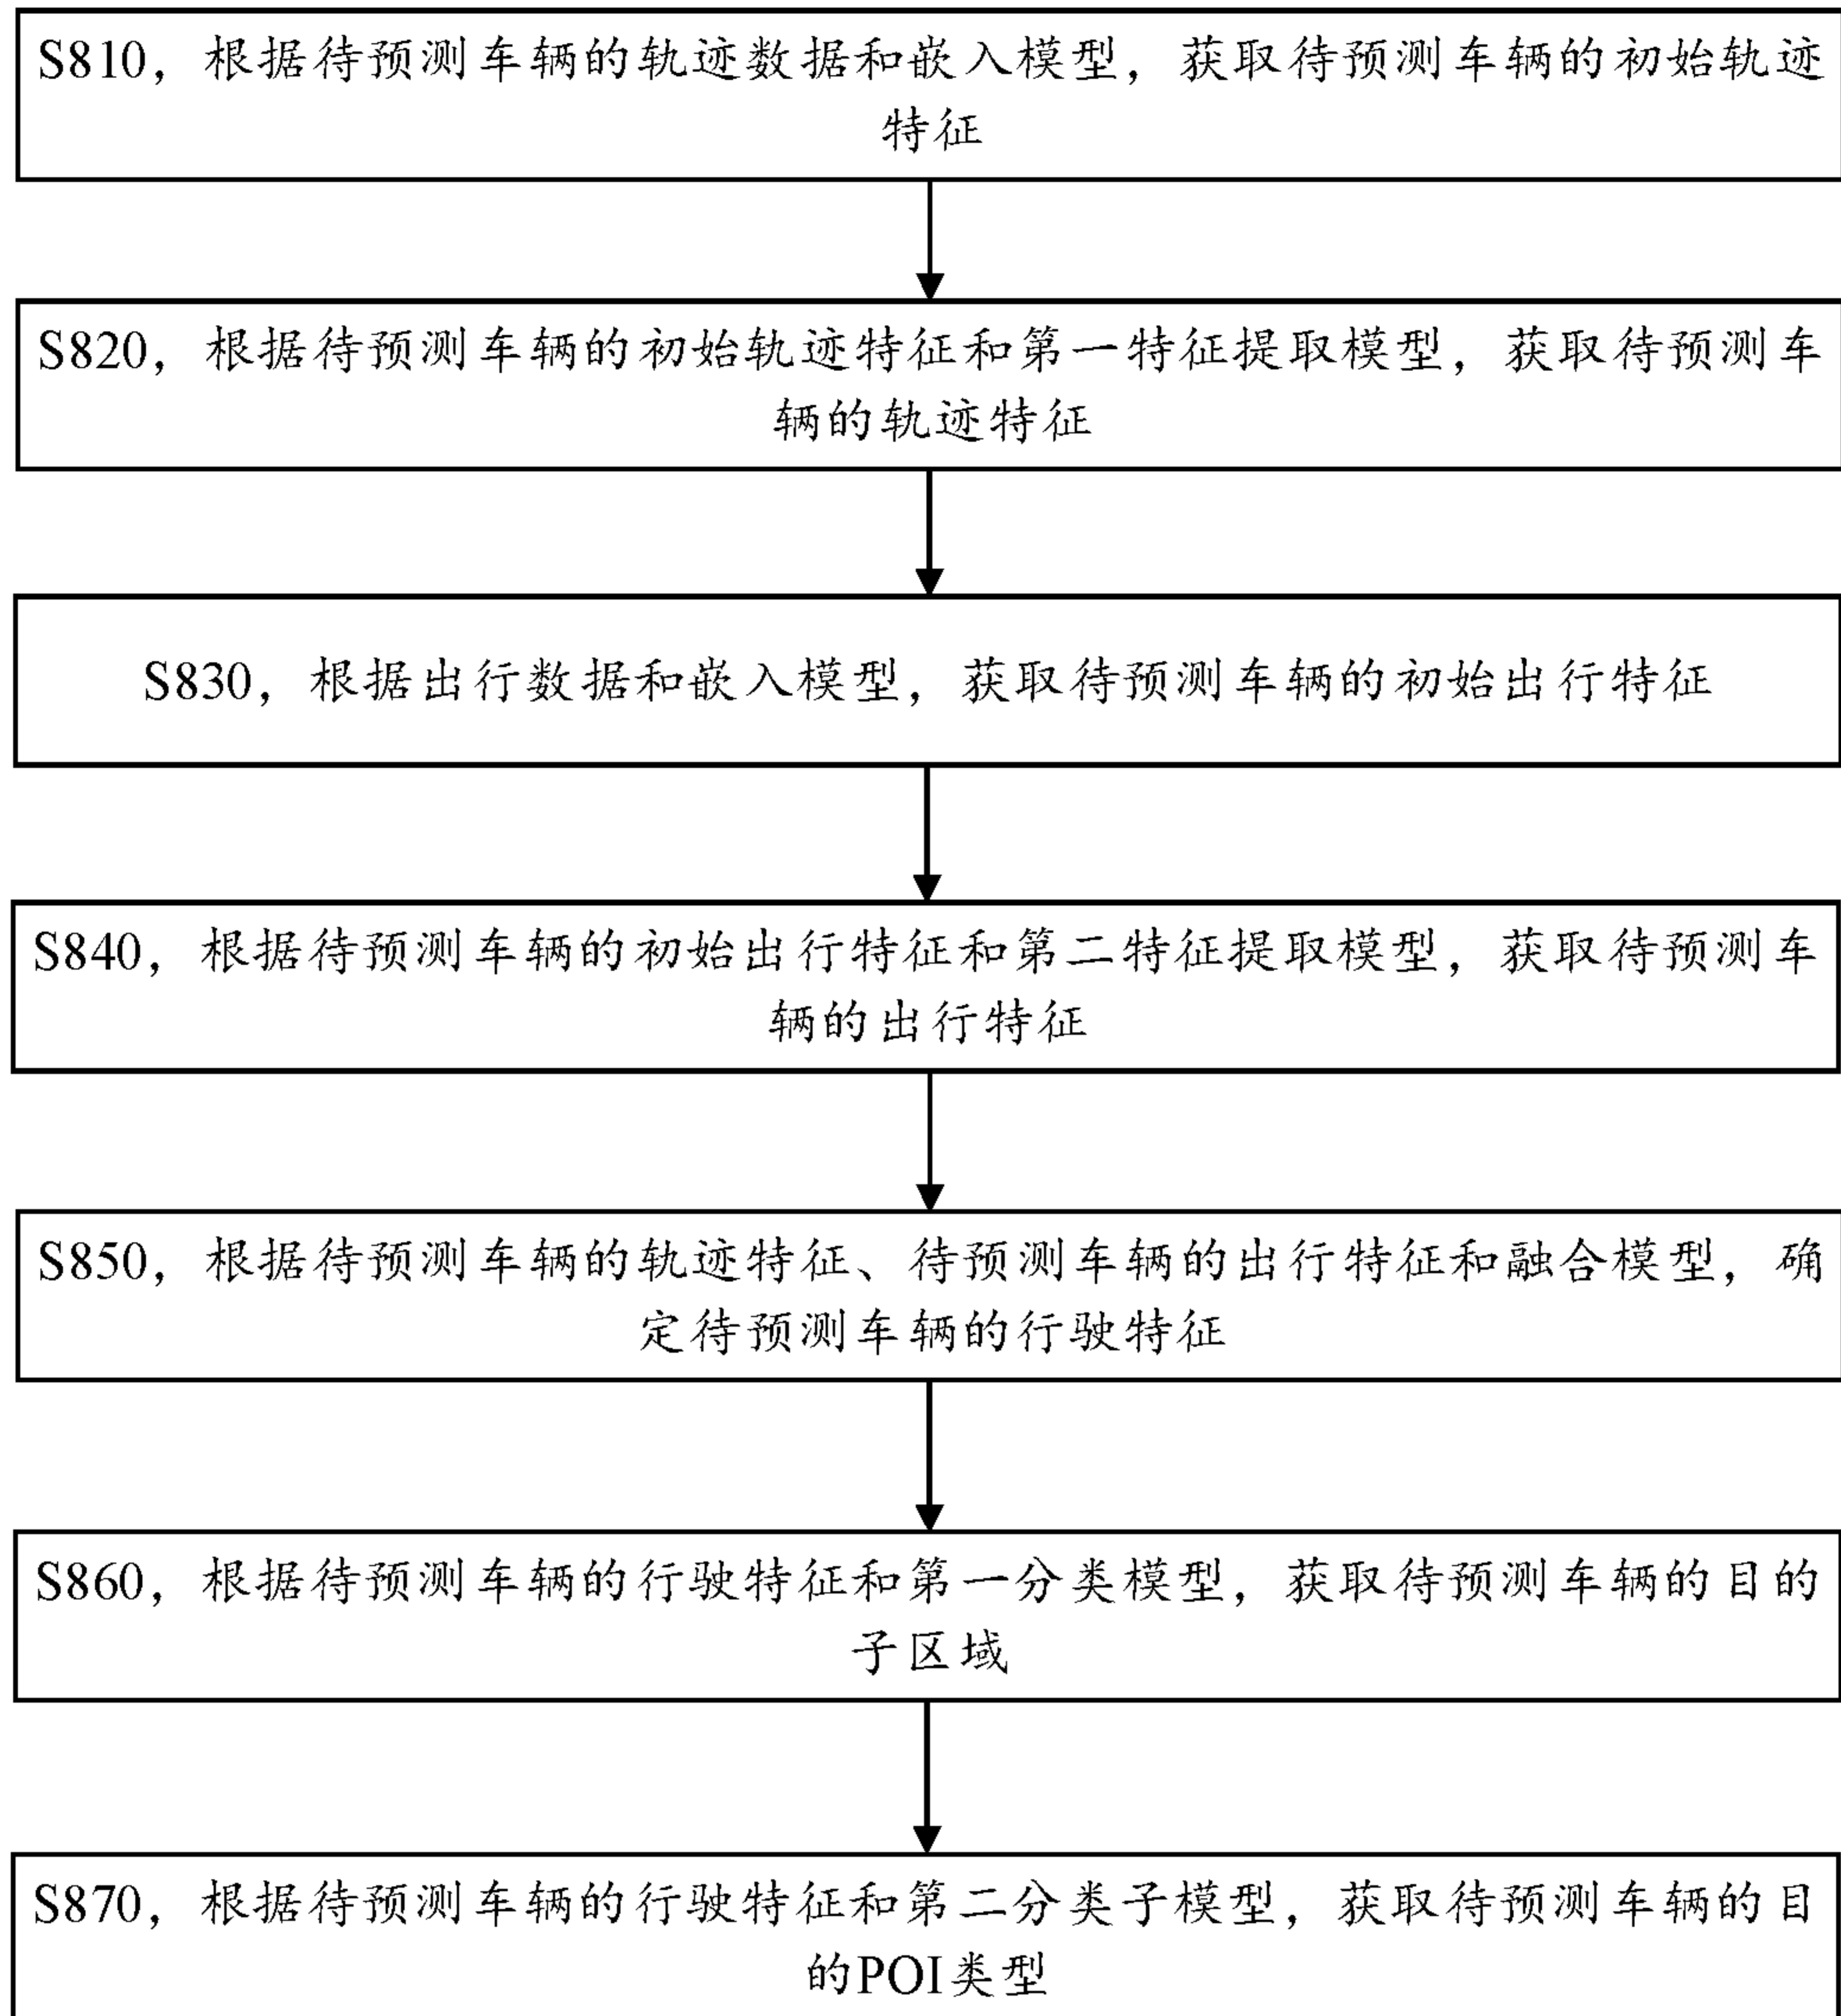 S810，根据待预测车辆的轨迹数据和嵌入模型，获取待预测车辆的初始轨迹
特征
S820，根据待预测车辆的初始轨迹特征和第一特征提取模型，获取待预测车
辆的轨迹特征
S830，根据出行数据和嵌入模型，获取待预测车辆的初始出行特征
S840，根据待预测车辆的初始出行特征和第二特征提取模型，获取待预测车
辆的出行特征
S850，根据待预测车辆的轨迹特征、待预测车辆的出行特征和融合模型，确
定待预测车辆的行驶特征
S860，根据待预测车辆的行驶特征和第一分类模型，获取待预测车辆的目的
子区域
S870，根据待预测车辆的行驶特征和第二分类子模型，获取待预测车辆的目
的POI类型